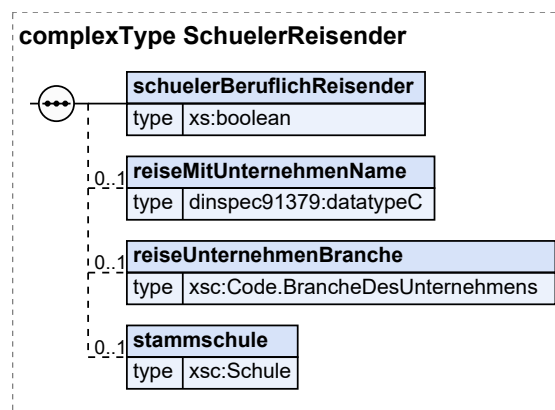 complexType SchuelerReisender
schuelerBeruflichReisender
type xs:boolean
0..1
reiseMitUnternehmenName
type dinspec91379:datatypeC
0..1
reiseUnternehmenBranche
type xsc:Code.BrancheDesUnternehmens
0..1
stammschule
type xsc:Schule